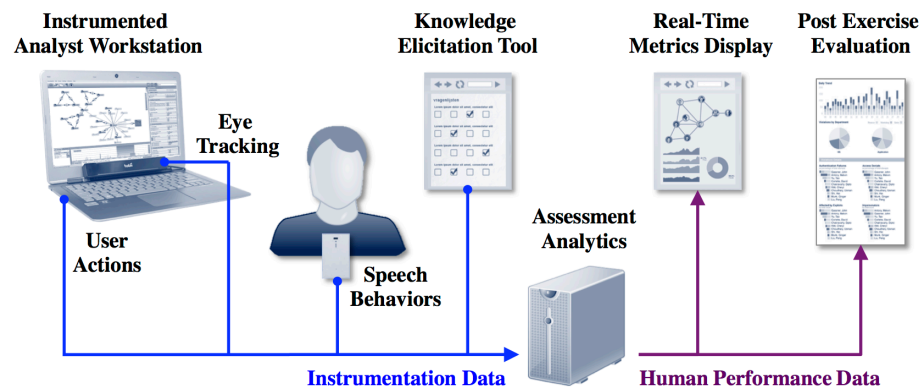 Instrumented
Analyst Workstation
Knowledge
Elicitation Tool
Real-Time
Metrics Display
Post Exercise
Evaluation
Eye
Tracking
User
Actions
Speech
Behaviors
Assessment
Analytics
Instrumentation Data
Human Performance Data